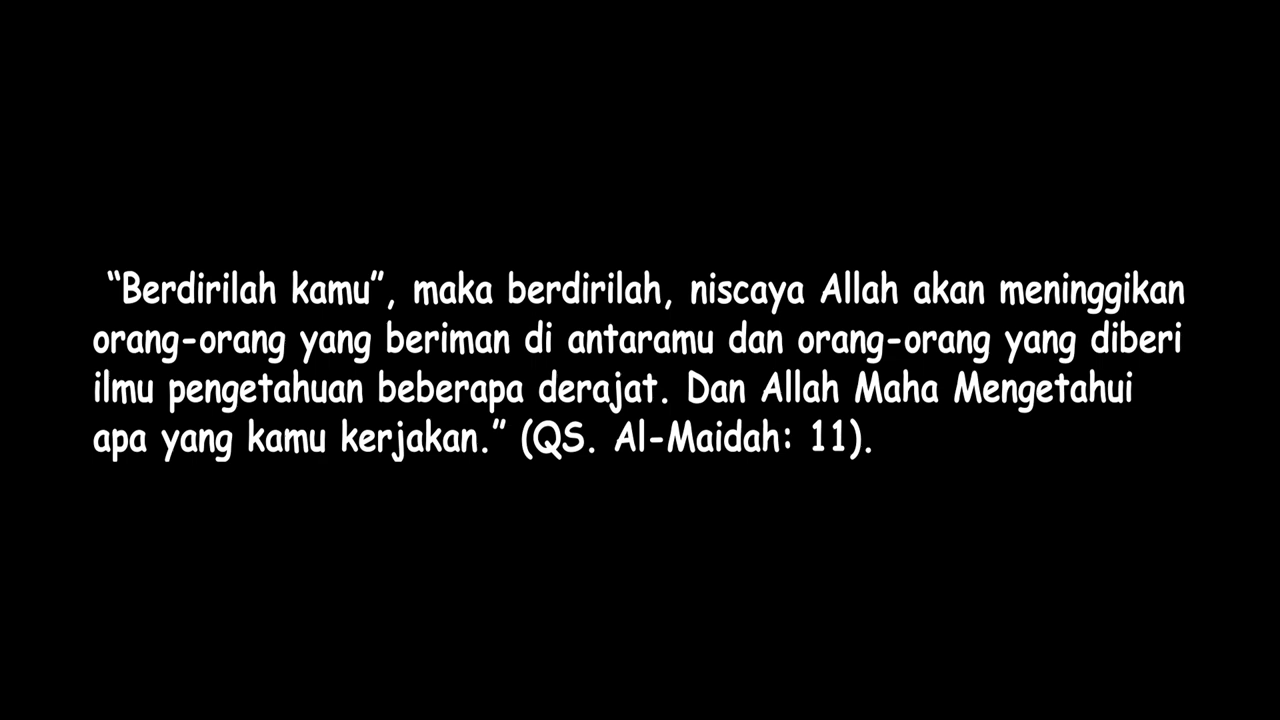 “Berdirilah kamu”, maka berdirilah, niscaya Allah akan meninggikan
orang-orang yang beriman di antaramu dan orang-orang yang diberi
ilmu pengetahuan beberapa derajat. Dan Allah Maha Mengetahui
apa yang kamu kerjakan.” (QS. Al-Maidah: 11).